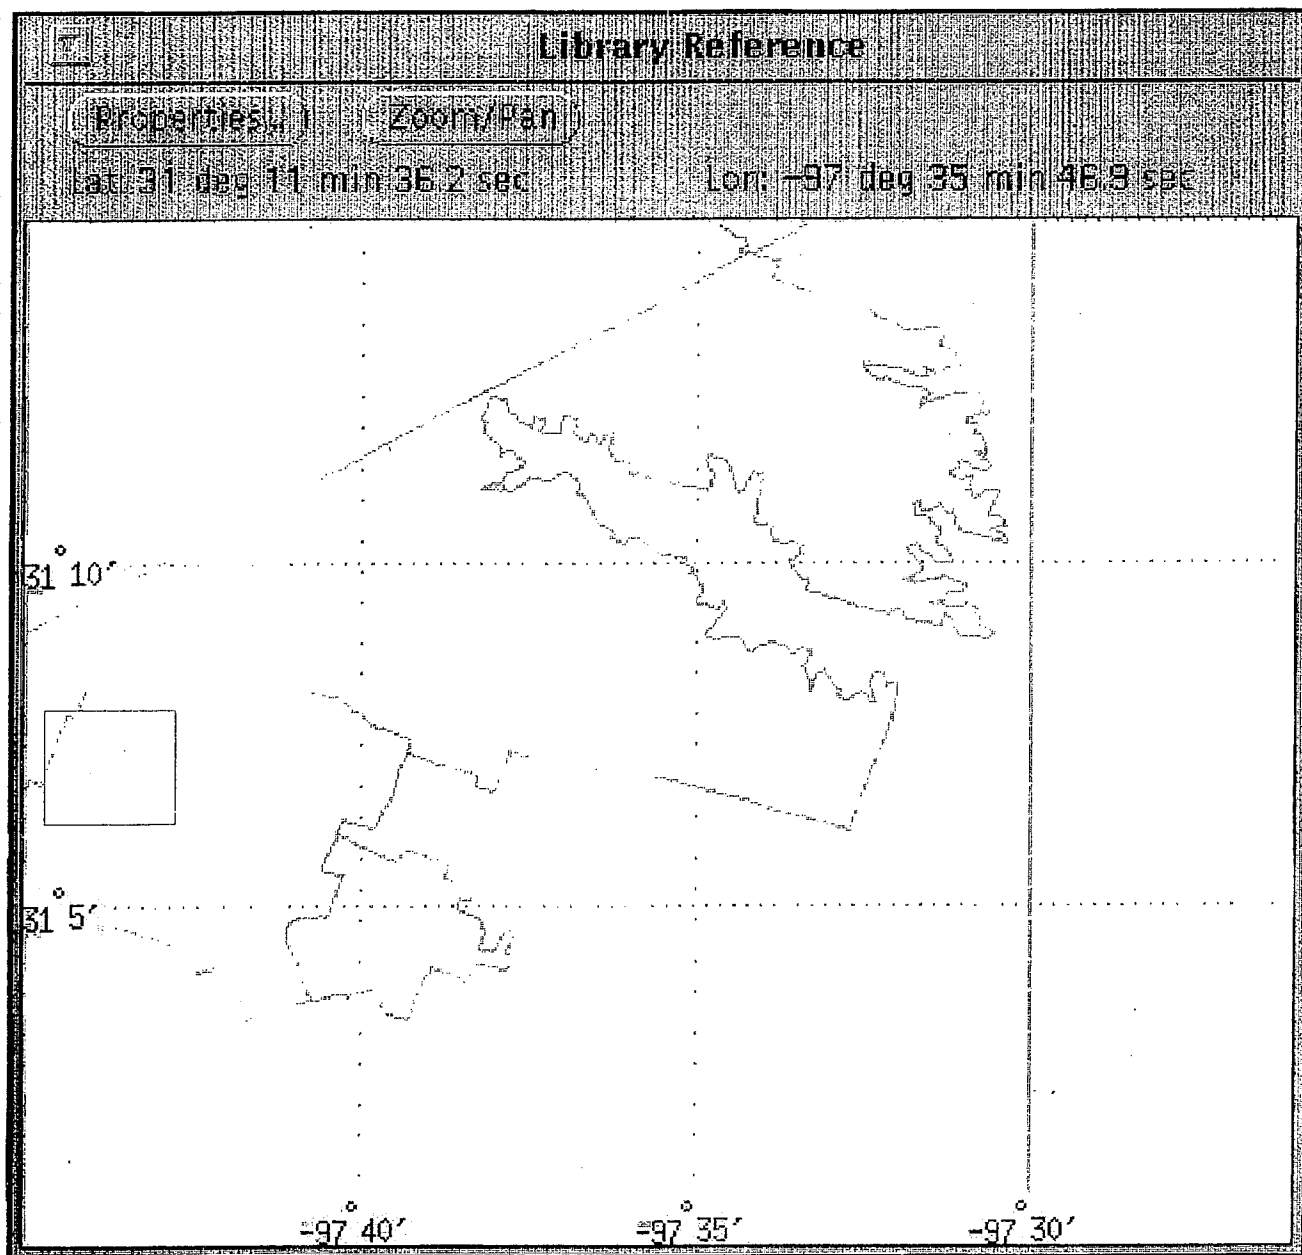 Library Reference
Properties... Zoom/Pan
Lat 31 deg 11 min 36.2 sec Lon: -97 deg 35 min 46.9 sec
31° 10′
31° 5′
-97° 40′ -97° 35′ -97° 30′